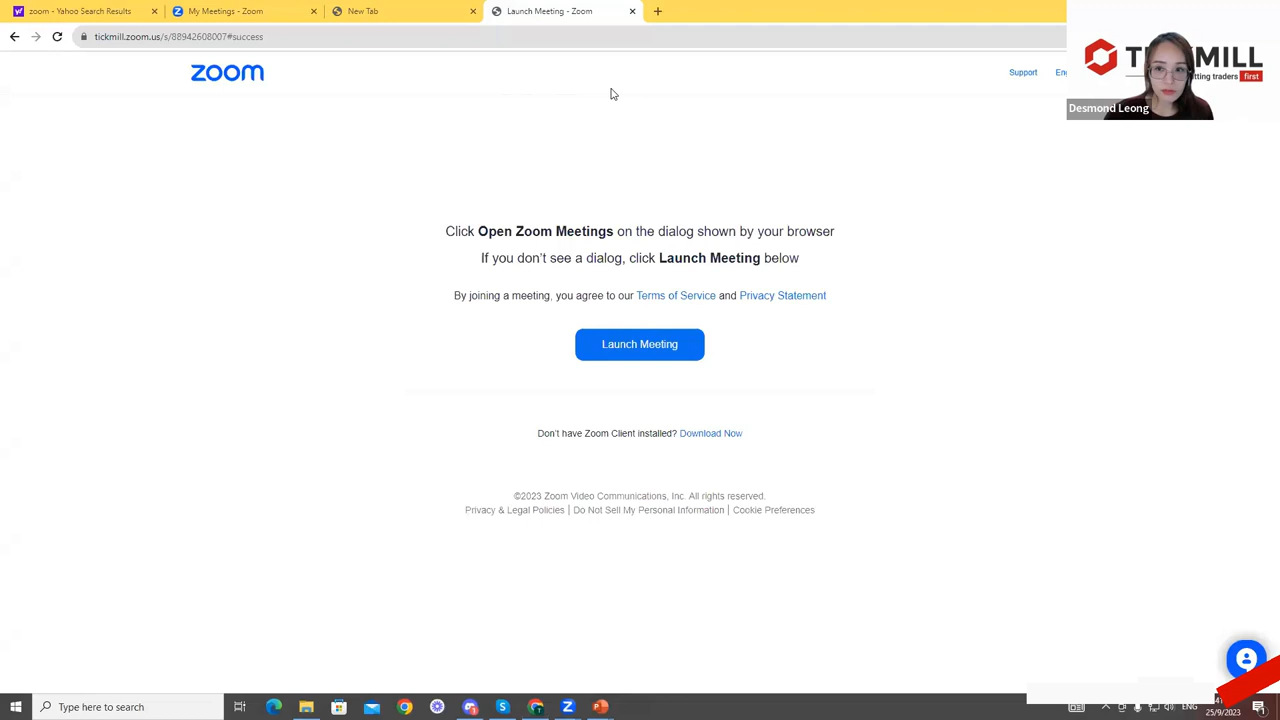 zoom - Yahoo Search Results
My Meetings - Zoom
New Tab
Launch Meeting - Zoom
tickmill.zoom.us/s/88942608007#success
zoom
Support
TICKMILL
first
Desmond Leong
Click Open Zoom Meetings on the dialog shown by your browser
If you don't see a dialog, click Launch Meeting below
By joining a meeting, you agree to our Terms of Service and Privacy Statement
Launch Meeting
Don't have Zoom Client installed? Download Now
©2023 Zoom Video Communications, Inc. All rights reserved.
Privacy & Legal Policies | Do Not Sell My Personal Information | Cookie Preferences
Type here to search
ENG
25/9/2023